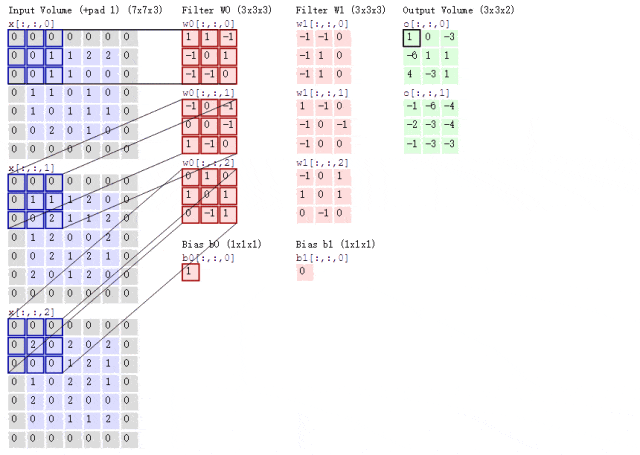 Input Volume (+pad 1) (7x7x3)
x[:,:,0]
0 0 0 0 0 0 0
0 0 1 1 2 2 0
0 0 1 1 0 0 0
0 1 1 0 1 0 0
0 1 0 1 1 1 0
0 0 2 0 1 0 0
0 0 0 0 0 0 0
x[:,:,1]
0 0 0 0 0 0 0
0 1 1 1 2 0 0
0 0 2 1 1 2 0
0 1 2 0 0 2 0
0 0 2 1 2 1 0
0 2 0 1 2 0 0
0 0 0 0 0 0 0
x[:,:,2]
0 0 0 0 0 0 0
0 2 0 2 0 2 0
0 0 0 1 2 1 0
0 1 0 2 2 1 0
0 2 0 2 0 0 0
0 0 0 1 1 2 0
0 0 0 0 0 0 0
Filter W0 (3x3x3)
w0[:,:,0]
1 1 -1
-1 0 1
-1 -1 0
w0[:,:,1]
-1 0 -1
0 0 -1
1 -1 0
w0[:,:,2]
0 1 0
1 0 1
0 -1 1
Bias b0 (1x1x1)
b0[:,:,0]
1
Filter W1 (3x3x3)
w1[:,:,0]
-1 -1 0
-1 1 0
-1 1 0
w1[:,:,1]
1 -1 0
-1 0 -1
-1 0 0
w1[:,:,2]
-1 0 1
1 0 1
0 -1 0
Bias b1 (1x1x1)
b1[:,:,0]
0
Output Volume (3x3x2)
o[:,:,0]
1 0 -3
-6 1 1
4 -3 1
o[:,:,1]
-1 -6 -4
-2 -3 -4
-1 -3 -3